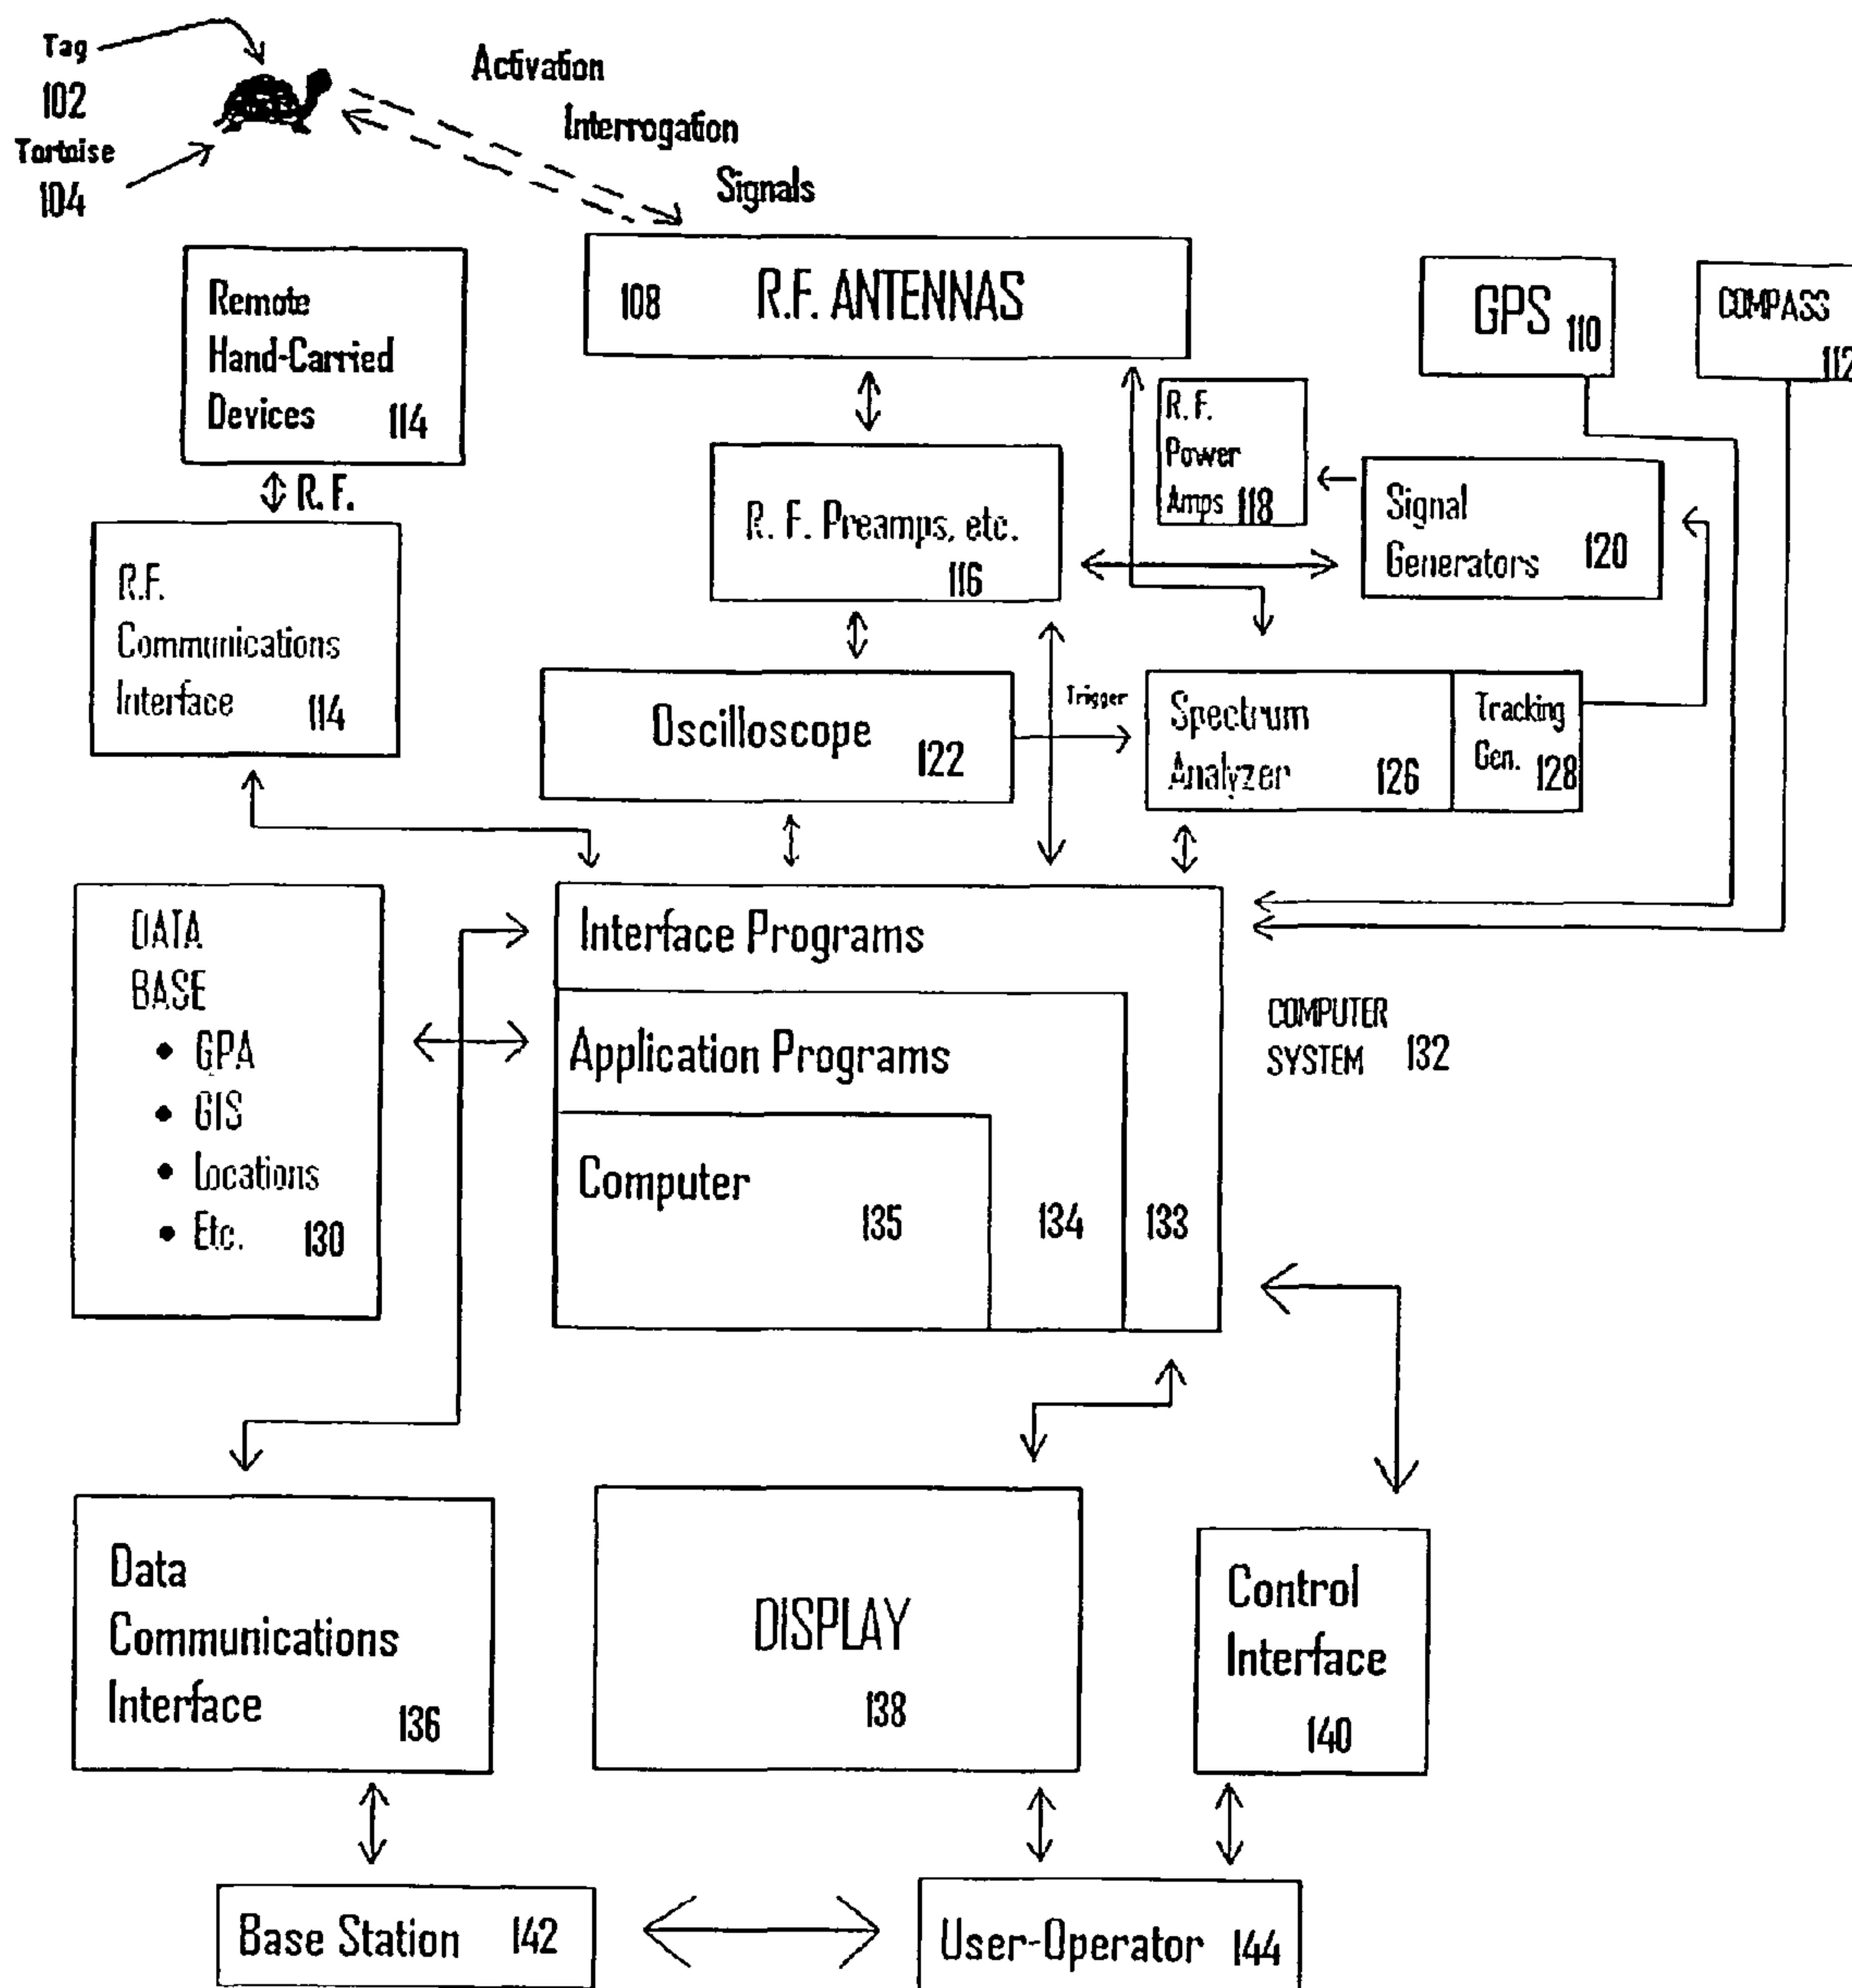 Tag
102
Tortoise
104
Activation
Interrogation
Signals
Remote
Hand-Carried
Devices 114
108 R.F. ANTENNAS
GPS 110
COMPASS
112
R. F.
Power
Amps 118
R. F.
R. F. Preamps, etc.
116
Signal
Generators 120
R.F.
Communications
Interface 114
Oscilloscope 122
Trigger
Spectrum
Analyzer 126
Tracking
Gen. 128
DATA
BASE
• GPA
• GIS
• Locations
• Etc. 130
Interface Programs
Application Programs
Computer
135 134 133
COMPUTER
SYSTEM 132
Data
Communications
Interface 136
DISPLAY
138
Control
Interface
140
Base Station 142
User-Operator 144